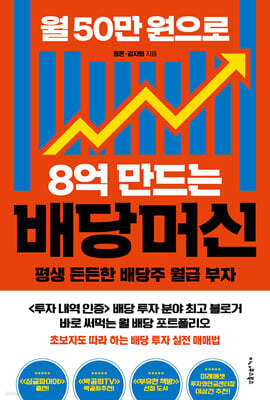 월 50만 원으로
8억 만드는
배당머신
평생 든든한 배당주 월급 부자
<투자 내역 인증> 배당 투자 분야 최고 블로거
바로 써먹는 월 배당 포트폴리오
초보자도 따라 하는 배당 투자 실전 매매법